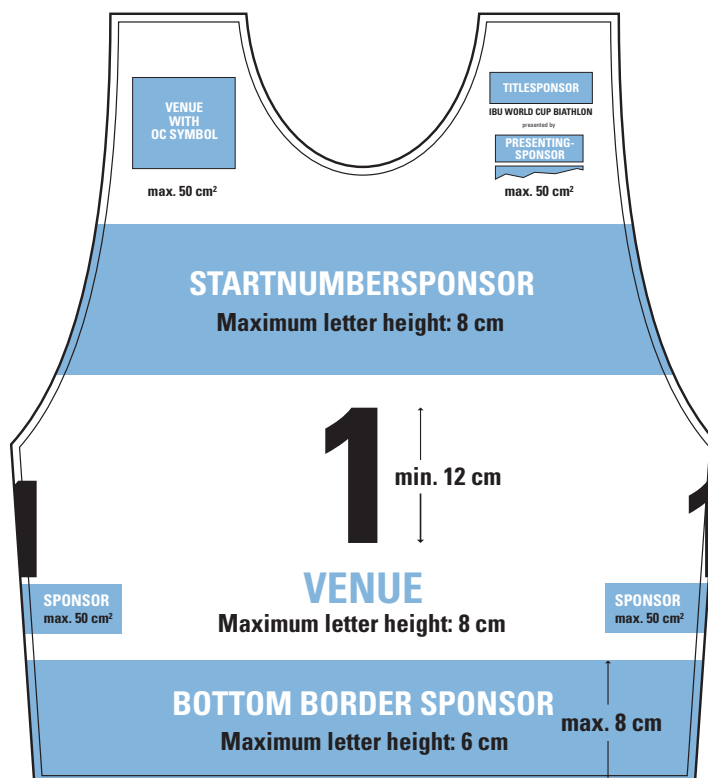 VENUE
WITH
OC SYMBOL
max. 50 cm²
TITLESPONSOR
IBU WORLD CUP BIATHLON
presented by
PRESENTING-
SPONSOR
max. 50 cm²
STARTNUMBERSPONSOR
Maximum letter height: 8 cm
1
min. 12 cm
1
1
VENUE
Maximum letter height: 8 cm
SPONSOR
max. 50 cm²
SPONSOR
max. 50 cm²
BOTTOM BORDER SPONSOR
Maximum letter height: 6 cm
max. 8 cm